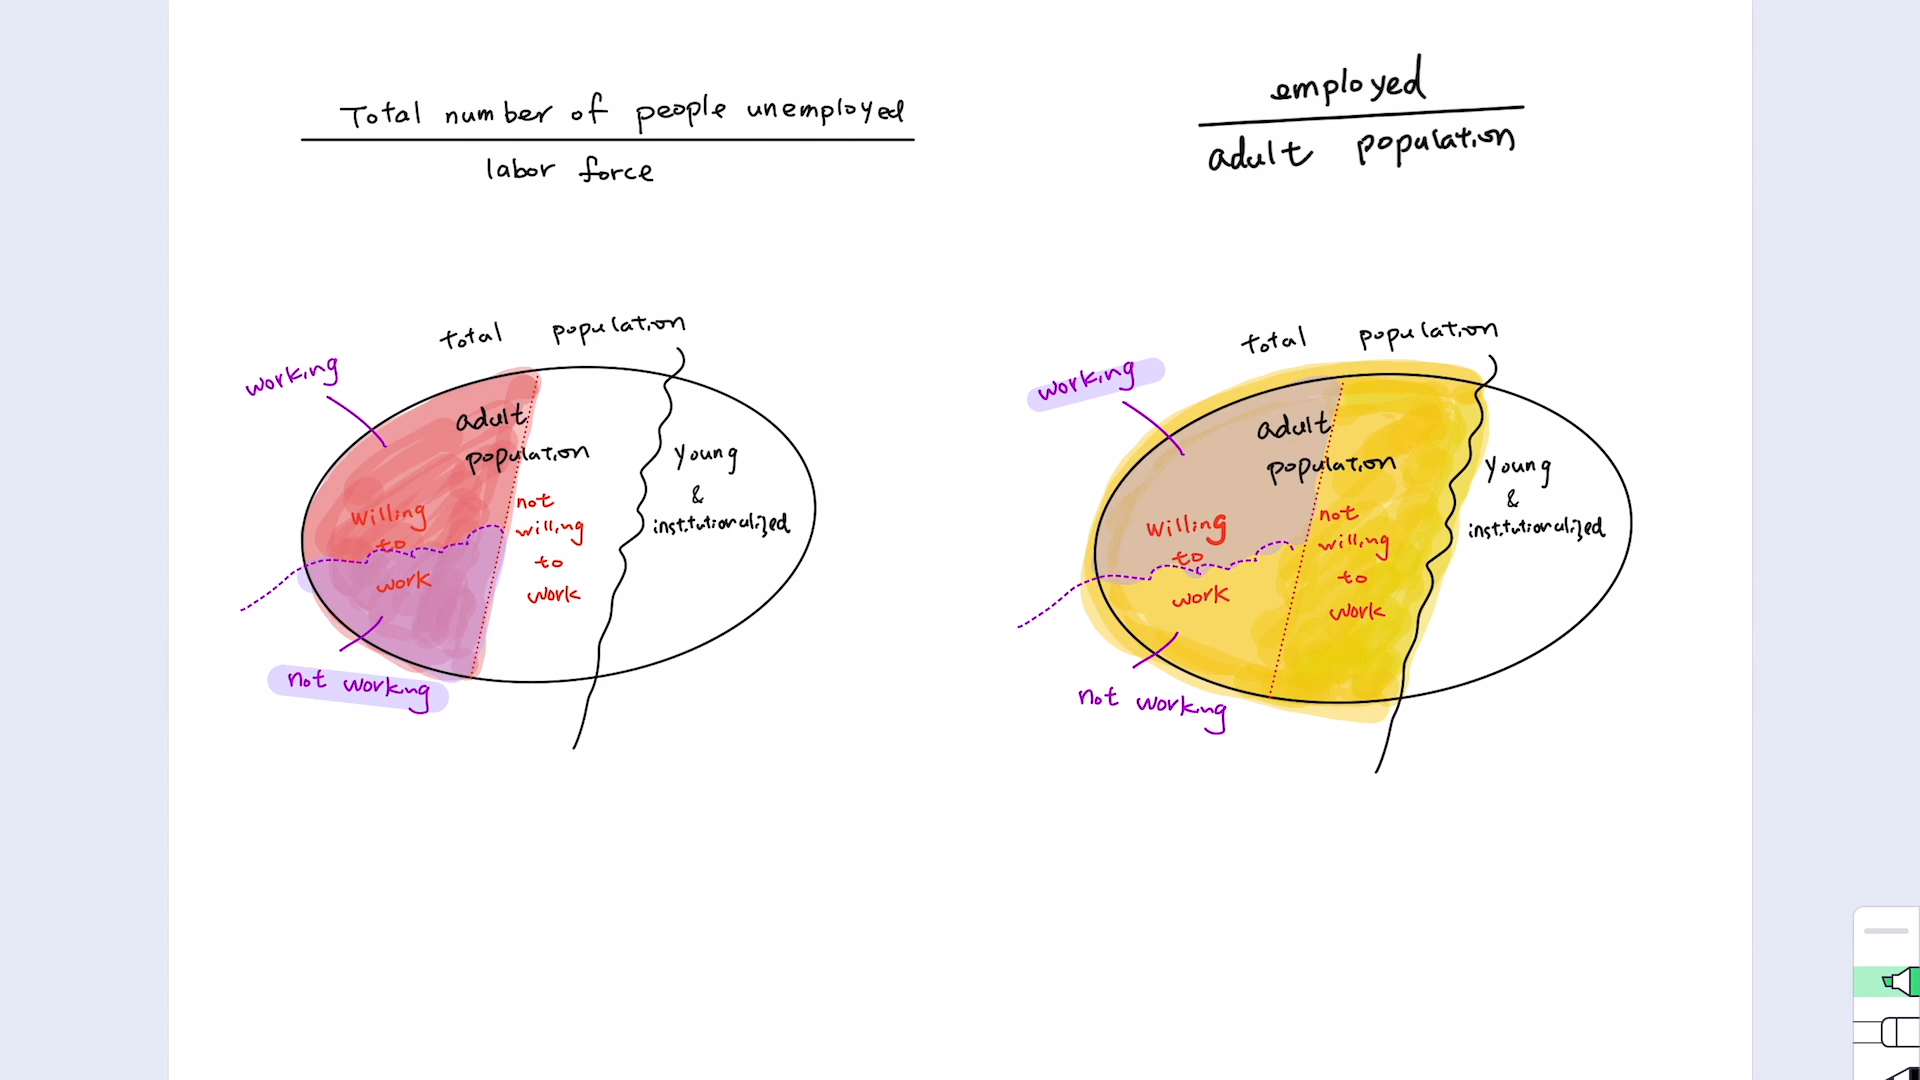 Total number of people unemployed
labor force
total population
working
adult
population
willing
to
work
not
willing
to
work
young
&
institutionalized
not working
employed
adult population
total population
working
adult
population
willing
to
work
not
willing
to
work
young
&
institutionalized
not working